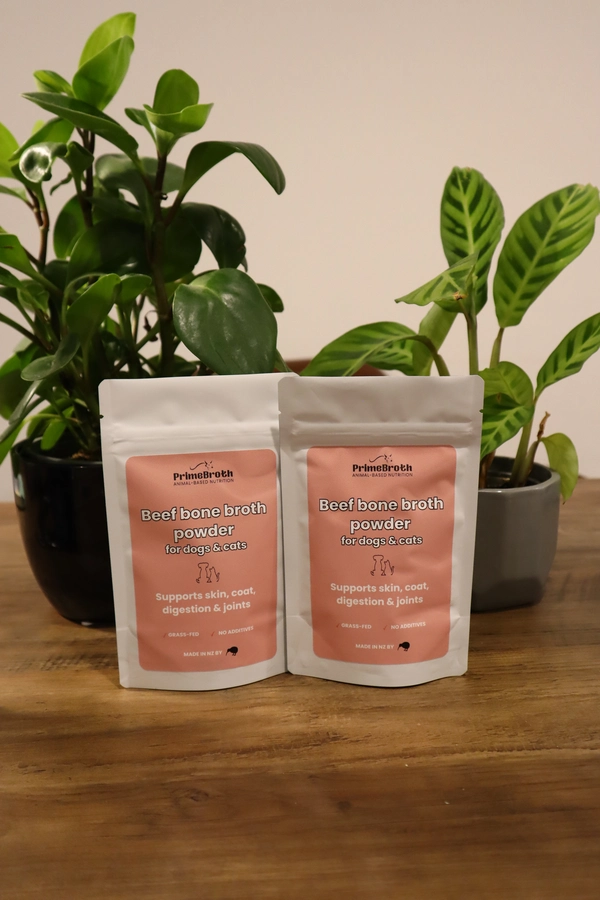 PrimeBroth
ANIMAL-BASED NUTRITION
Beef bone broth
powder
for dogs & cats
Supports skin, coat,
digestion & joints
GRASS-FED
NO ADDITIVES
MADE IN NZ BY
PrimeBroth
ANIMAL-BASED NUTRITION
Beef bone broth
powder
for dogs & cats
Supports skin, coat,
digestion & joints
GRASS-FED
NO ADDITIVES
MADE IN NZ BY